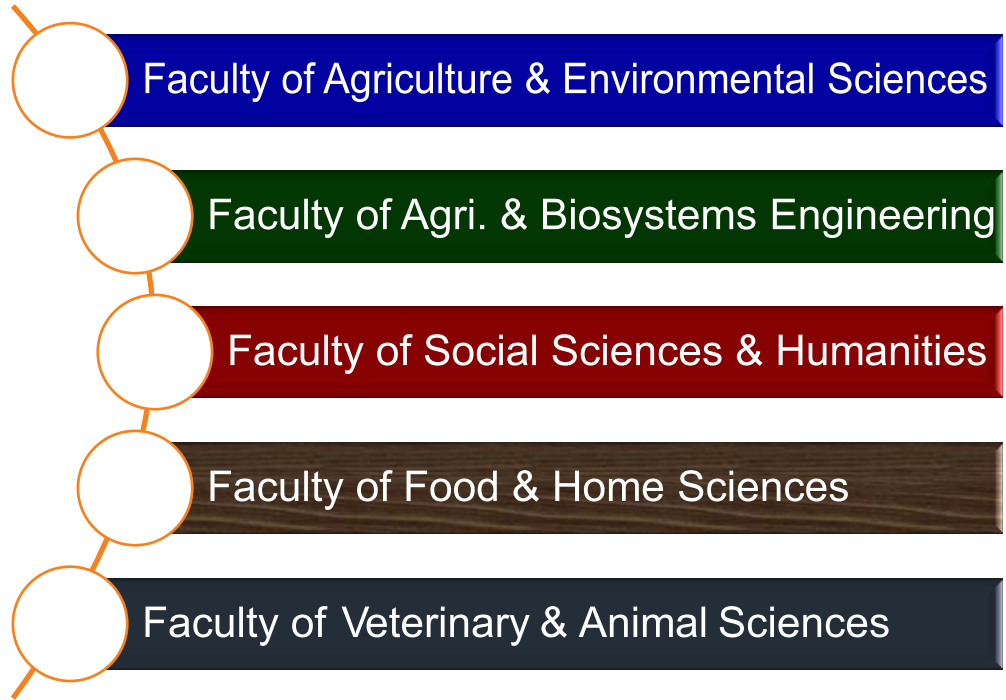 Faculty of Agriculture & Environmental Sciences
Faculty of Agri. & Biosystems Engineering
Faculty of Social Sciences & Humanities
Faculty of Food & Home Sciences
Faculty of Veterinary & Animal Sciences